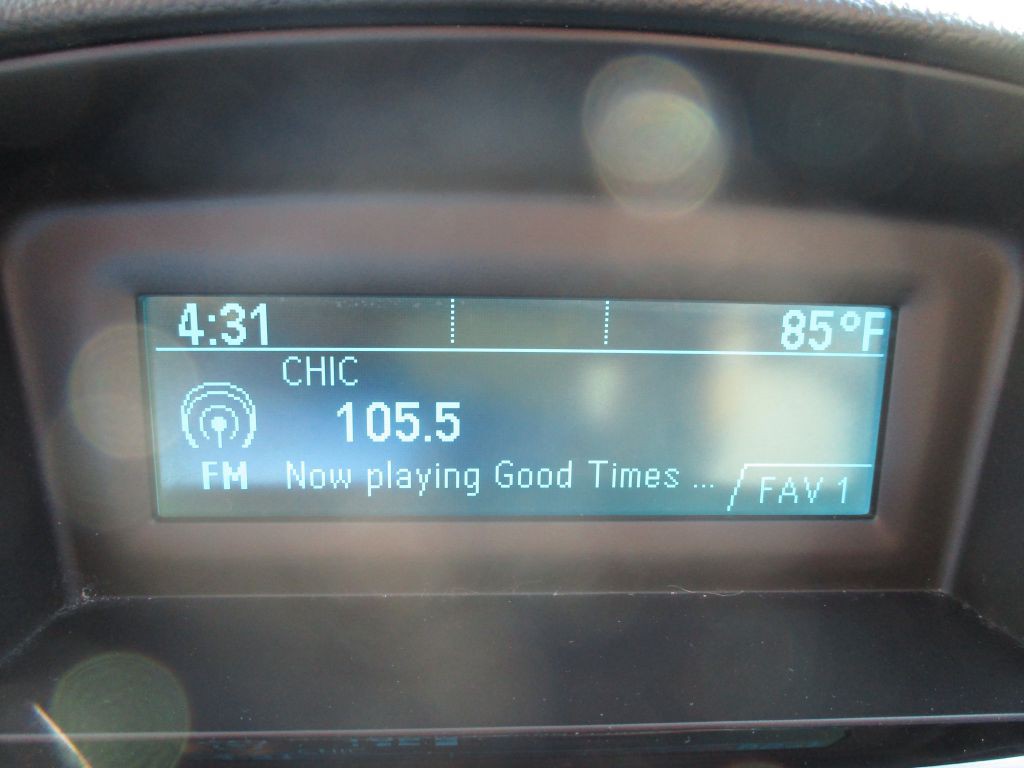 4:31 85°F
CHIC
105.5
FM Now playing Good Times ... FAV 1